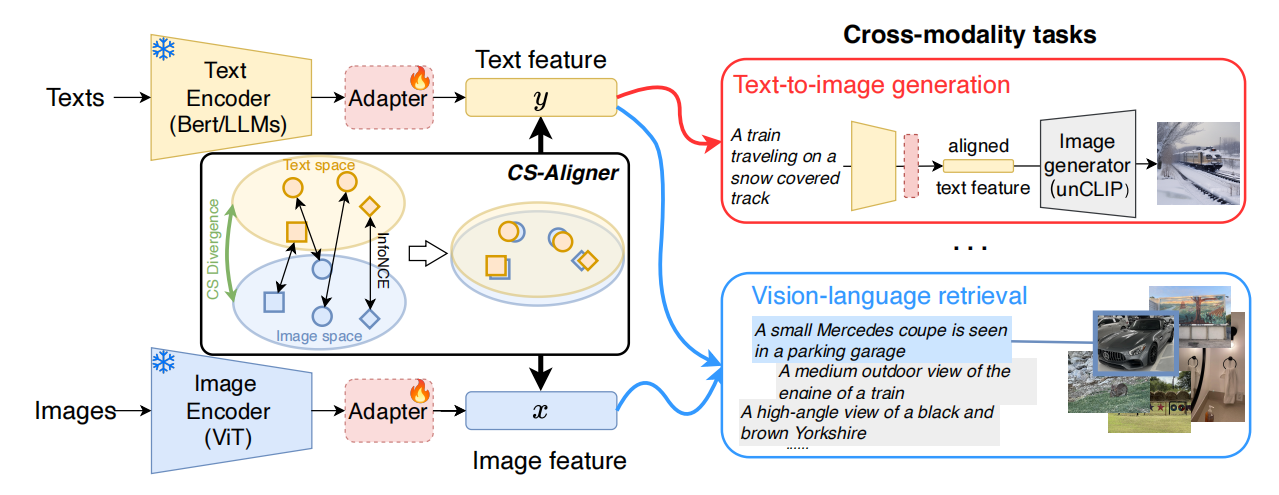 Cross-modality tasks
Texts
Text
Encoder
(Bert/LLMs)
Adapter
Text feature
y
Text space
CS-Aligner
CS Divergence
InfoNCE
Image space
Images
Image
Encoder
(ViT)
Adapter
x
Image feature
Text-to-image generation
A train
traveling on a
snow covered
track
aligned
text feature
Image
generator
(unCLIP)
. . .
Vision-language retrieval
A small Mercedes coupe is seen
in a parking garage
A medium outdoor view of the
engine of a train
A high-angle view of a black and
brown Yorkshire
......